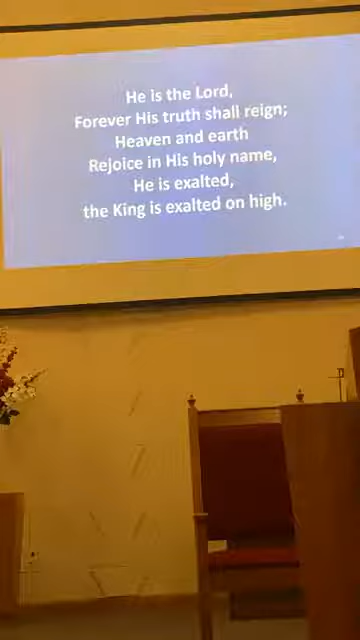 He is the Lord,
Forever His truth shall reign;
Heaven and earth
Rejoice in His holy name,
He is exalted,
the King is exalted on high.